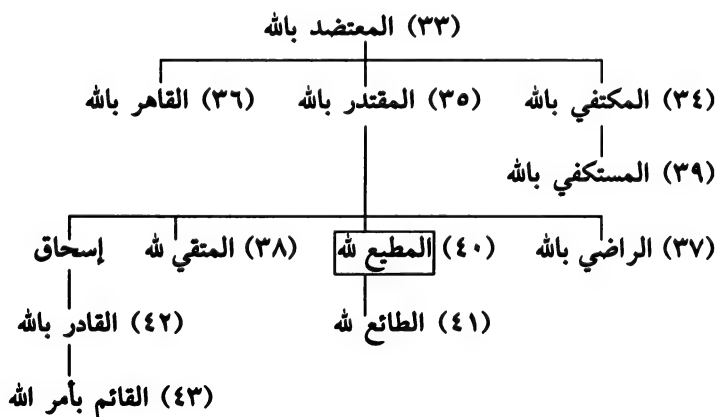 (٣٣) المعتضد بالله
(٣٤) المكتفي بالله (٣٥) المقتدر بالله (٣٦) القاهر بالله
(٣٩) المستكفي بالله
(٣٧) الراضي بالله (٤٠) المطيع لله (٣٨) المتقي لله إسحاق
(٤١) الطائع لله (٤٢) القادر بالله
(٤٣) القائم بأمر الله